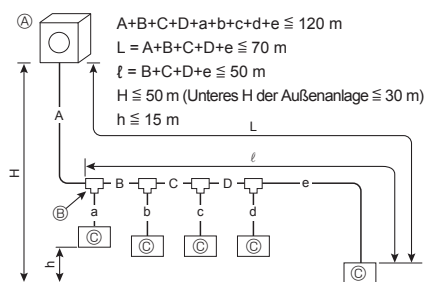 Ⓐ
A+B+C+D+a+b+c+d+e ≦ 120 m
L = A+B+C+D+e ≦ 70 m
ℓ = B+C+D+e ≦ 50 m
H ≦ 50 m (Unteres H der Außenanlage ≦ 30 m)
h ≦ 15 m
A
L
H
ℓ
B C D e
Ⓑ
a b c d
Ⓒ
Ⓒ Ⓒ Ⓒ
h
Ⓒ